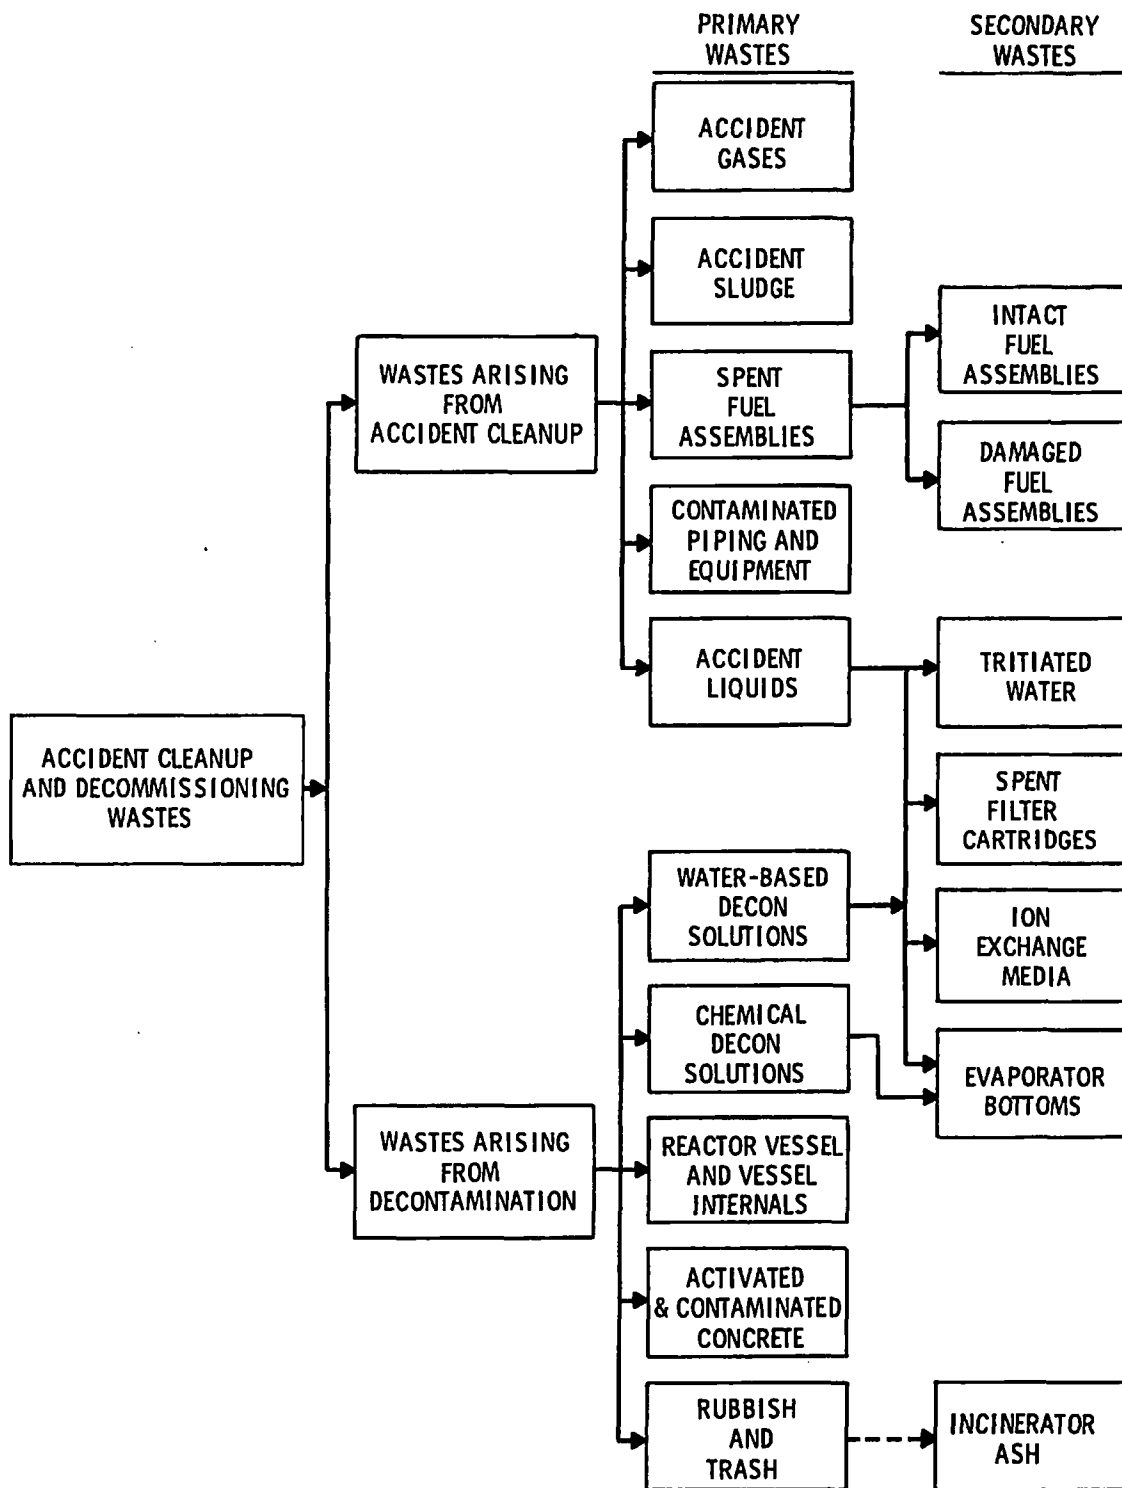 PRIMARY
WASTES
SECONDARY
WASTES
ACCIDENT
GASES
ACCIDENT
SLUDGE
INTACT
FUEL
ASSEMBLIES
WASTES ARISING
FROM
ACCIDENT CLEANUP
SPENT
FUEL
ASSEMBLIES
DAMAGED
FUEL
ASSEMBLIES
CONTAMINATED
PIPING AND
EQUIPMENT
ACCIDENT
LIQUIDS
TRITIATED
WATER
ACCIDENT CLEANUP
AND DECOMMISSIONING
WASTES
SPENT
FILTER
CARTRIDGES
WATER-BASED
DECON
SOLUTIONS
ION
EXCHANGE
MEDIA
CHEMICAL
DECON
SOLUTIONS
EVAPORATOR
BOTTOMS
WASTES ARISING
FROM
DECONTAMINATION
REACTOR VESSEL
AND VESSEL
INTERNALS
ACTIVATED
& CONTAMINATED
CONCRETE
RUBBISH
AND
TRASH
INCINERATOR
ASH